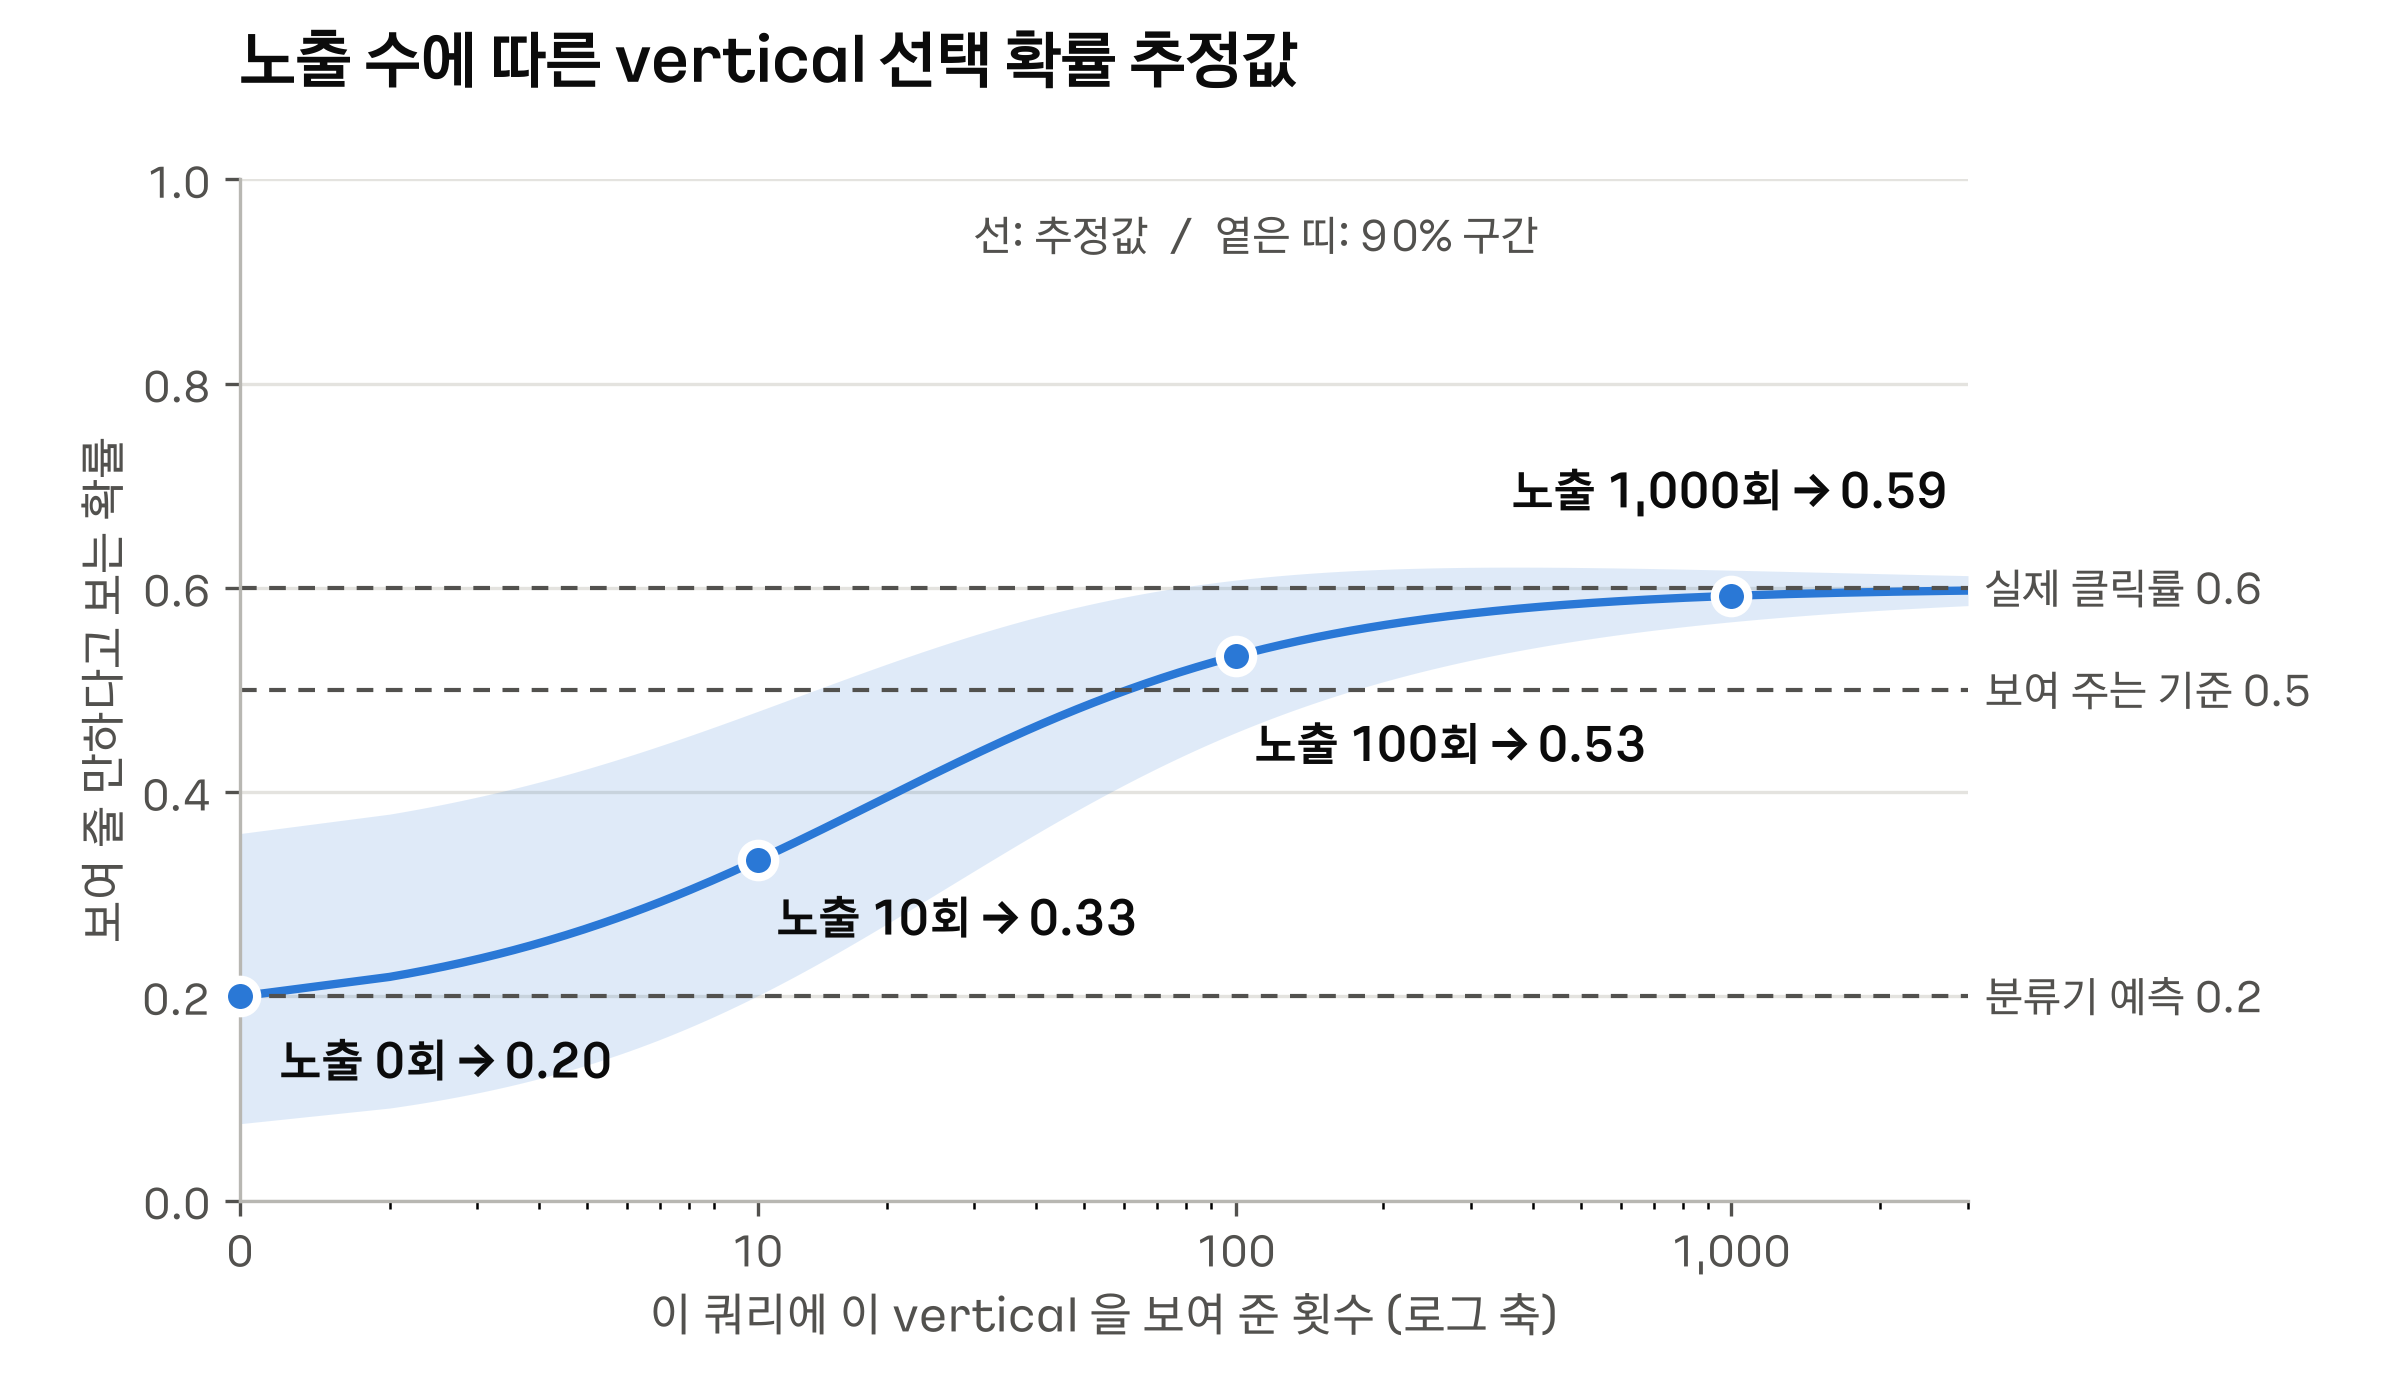 노출 수에 따른 vertical 선택 확률 추정값
선: 추정값 / 옅은 띠: 90% 구간
보여 줄 만하다고 보는 확률
1.0
0.8
0.6
0.4
0.2
0.0
노출 1,000회 → 0.59
실제 클릭률 0.6
보여 주는 기준 0.5
노출 100회 → 0.53
노출 10회 → 0.33
분류기 예측 0.2
노출 0회 → 0.20
0
10
100
1,000
이 쿼리에 이 vertical 을 보여 준 횟수 (로그 축)